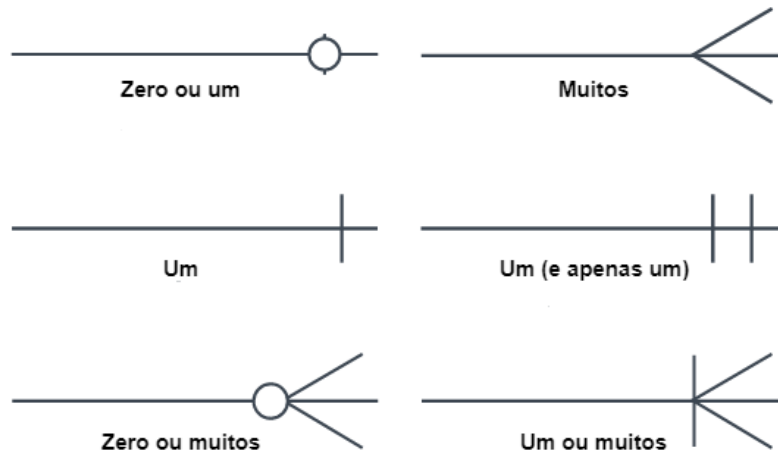 Zero ou um
Muitos
Um
Um (e apenas um)
Zero ou muitos
Um ou muitos